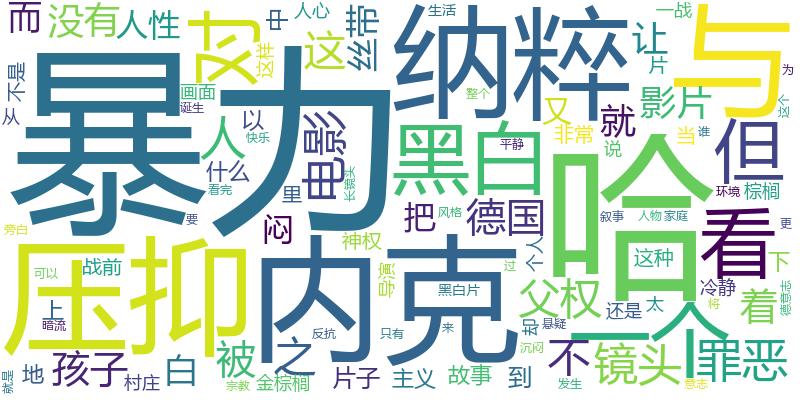 而
没有
人性
对
中
人心
这样
这
丝带
纳粹
生活
一战
让
片
与
为
从
不是
画面
诞生
暴力
人
以
快乐
电影
黑白
整个
平静
又
非常
就
影片
说
当
谁
这个
但
看完
什么
里
长镜头
闷
把
德国
风格
哈
叙事
人物
家庭
环境
棕榈
看
更
旁白
要
压抑
内克
神权
导演
过
个人
这种
冷静
下
可以
战前
上
暗流
之
黑白片
父权
一个
还是
太
着
将
德意志
反抗
只有
来
却
悬疑
沉闷
不
镜头
罪恶
就是
地
孩子
村庄
白
被
宗教
金棕榈
片子
主义
故事
到
发生
意志